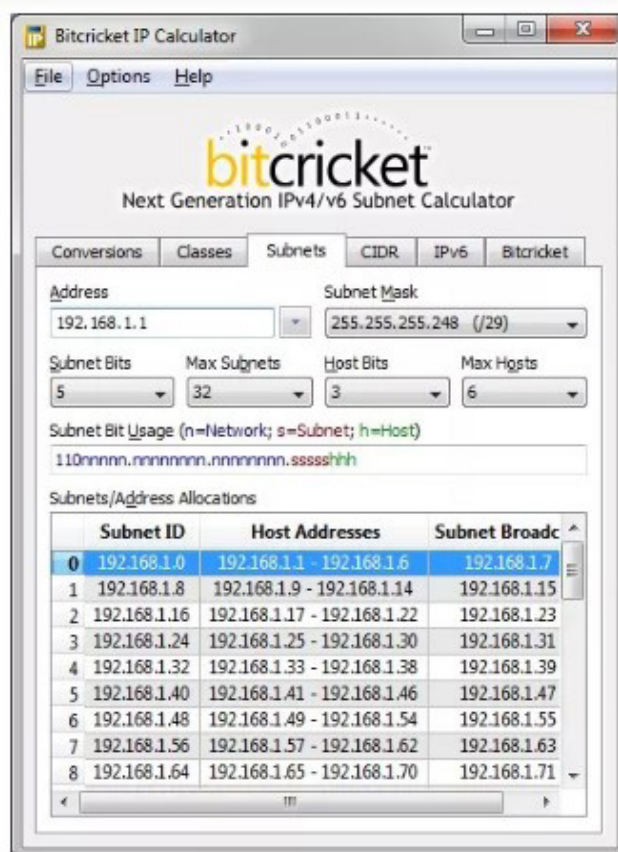 Bitcricket IP Calculator
File Options Help
bitcricket
Next Generation IPv4/v6 Subnet Calculator
Conversions Classes Subnets CIDR IPv6 Bitcricket
Address Subnet Mask
192.168.1.1 255.255.255.248 (/29)
Subnet Bits Max Subnets Host Bits Max Hosts
5 32 3 6
Subnet Bit Usage (n=Network; s=Subnet; h=Host)
110nnnnn.nnnnnnnn.nnnnnnnn.ssssshhh
Subnets/Address Allocations
Subnet ID Host Addresses Subnet Broadc
0 192.168.1.0 192.168.1.1 - 192.168.1.6 192.168.1.7
1 192.168.1.8 192.168.1.9 - 192.168.1.14 192.168.1.15
2 192.168.1.16 192.168.1.17 - 192.168.1.22 192.168.1.23
3 192.168.1.24 192.168.1.25 - 192.168.1.30 192.168.1.31
4 192.168.1.32 192.168.1.33 - 192.168.1.38 192.168.1.39
5 192.168.1.40 192.168.1.41 - 192.168.1.46 192.168.1.47
6 192.168.1.48 192.168.1.49 - 192.168.1.54 192.168.1.55
7 192.168.1.56 192.168.1.57 - 192.168.1.62 192.168.1.63
8 192.168.1.64 192.168.1.65 - 192.168.1.70 192.168.1.71